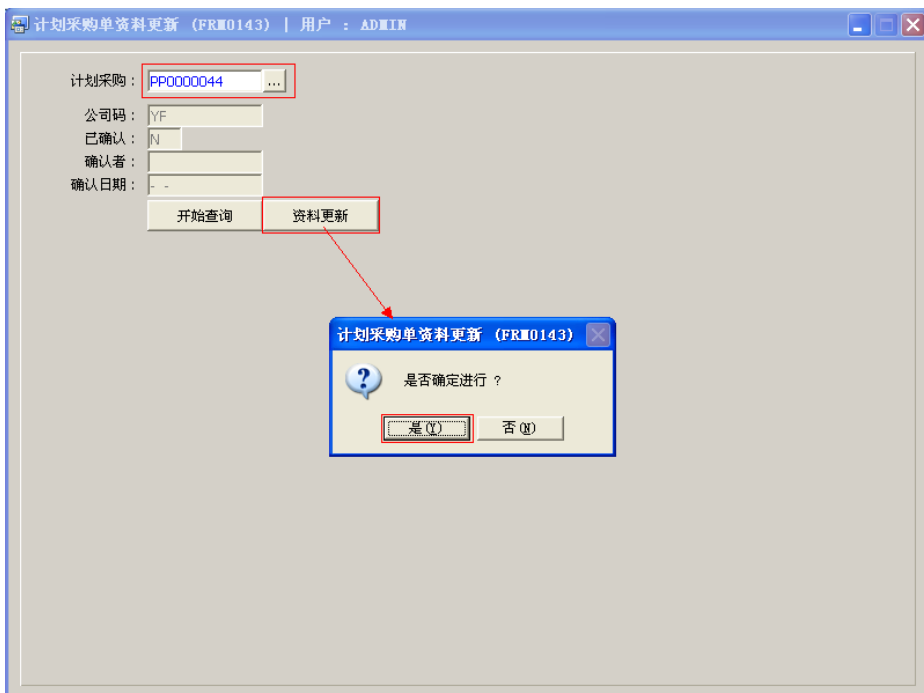 计划采购单资料更新 (FRM0143) | 用户 : ADMIN
计划采购： PP0000044 ...
公司码： YF
已确认： N
确认者：
确认日期： - -
开始查询 资料更新
计划采购单资料更新 (FRM0143)
是否确定进行 ？
是(Y) 否(N)